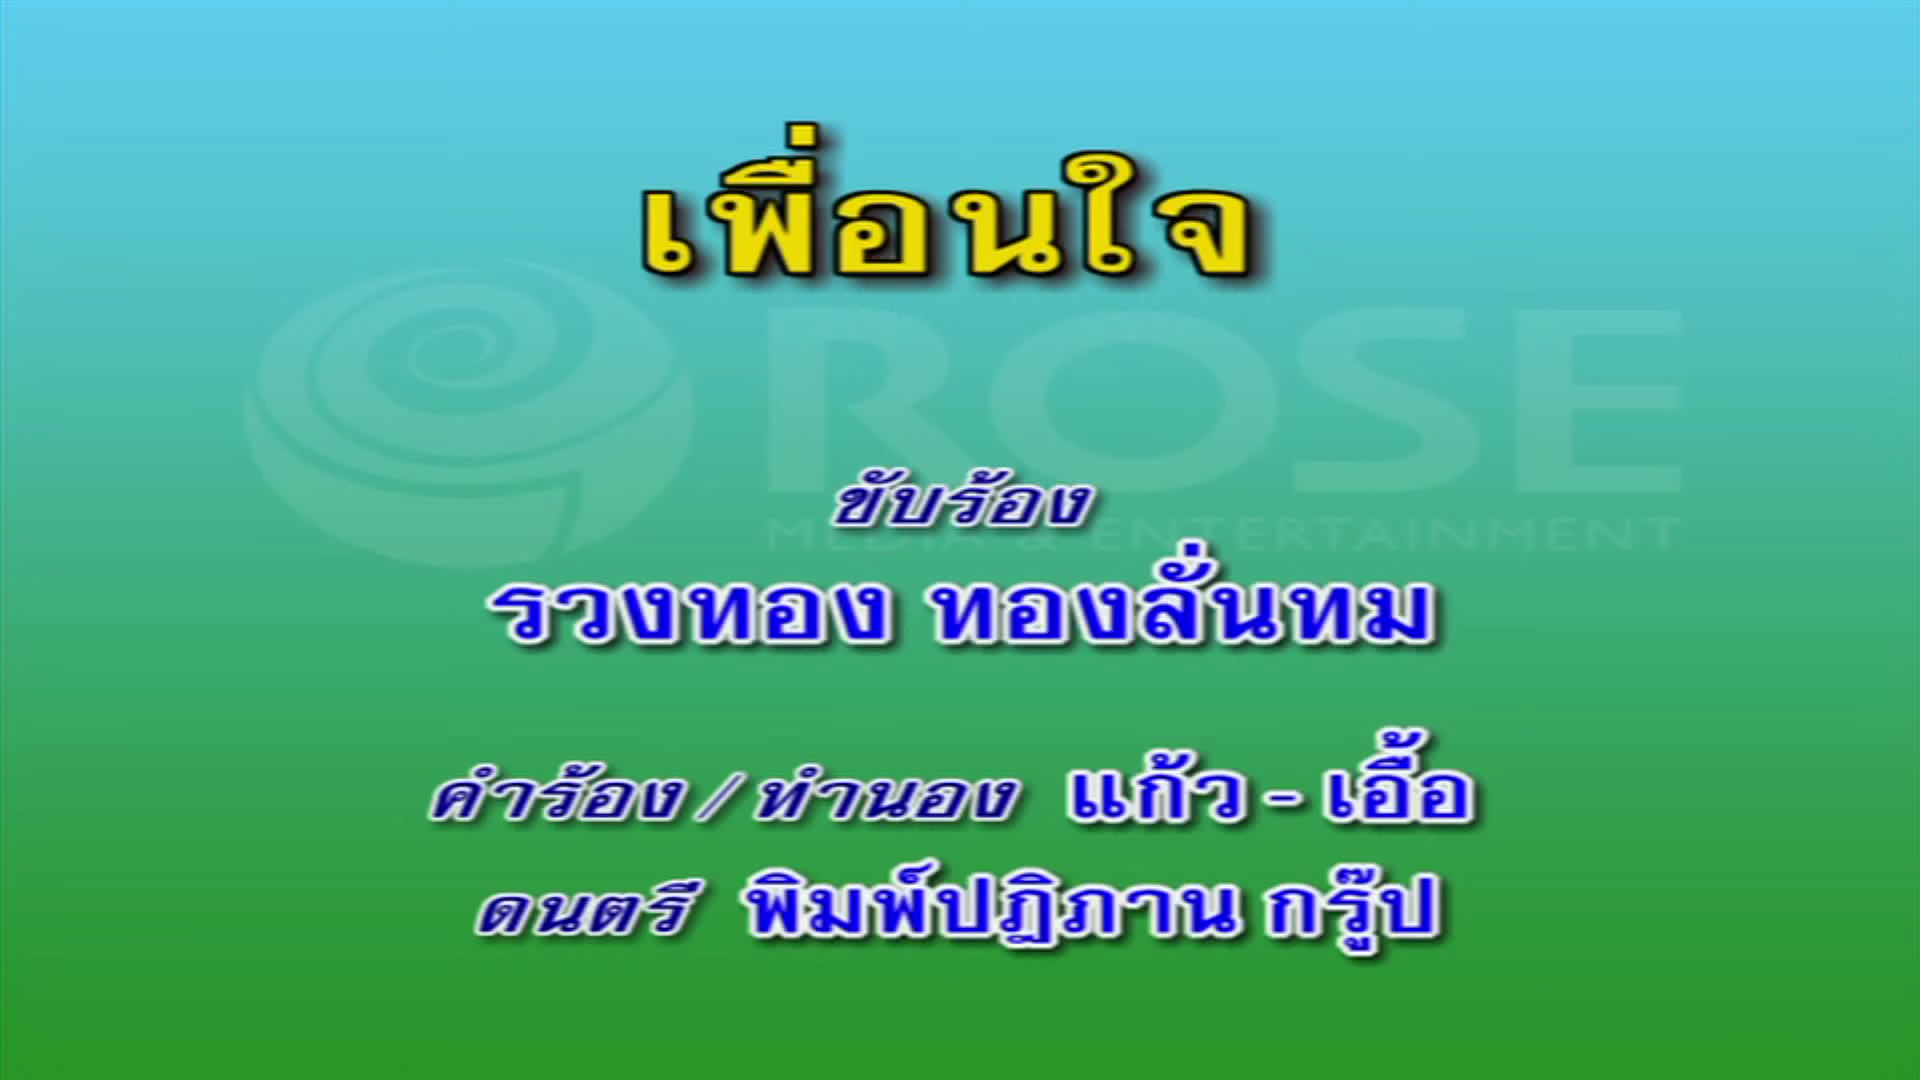 เพื่อนใจ
ROSE
MEDIA & ENTERTAINMENT
ขับร้อง
รวงทอง ทองลั่นทม
คำร้อง / ทำนอง แก้ว - เอื้อ
ดนตรี พิมพ์ปฏิภาน กรุ๊ป